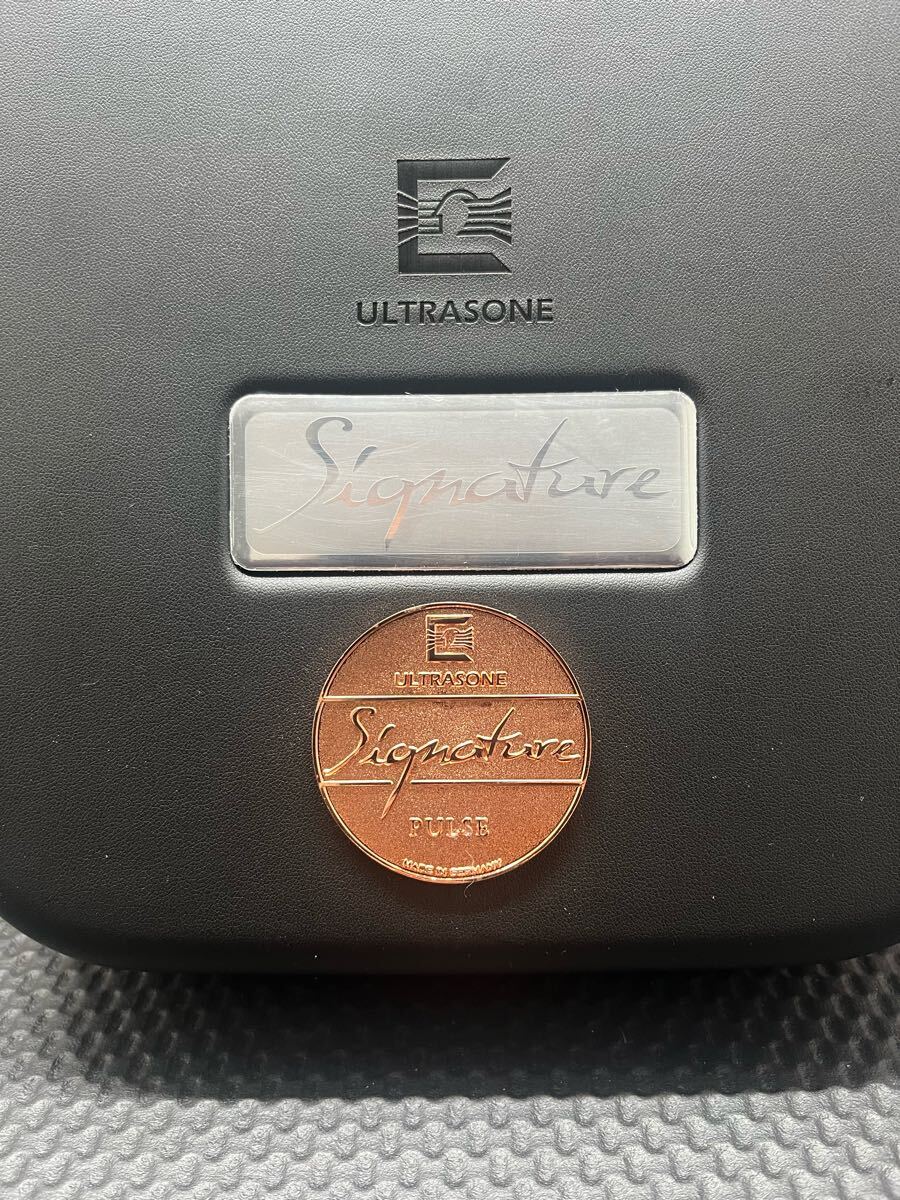 ULTRASONE
Signature
ULTRASONE
Signature
PULSE
MADE IN GERMANY